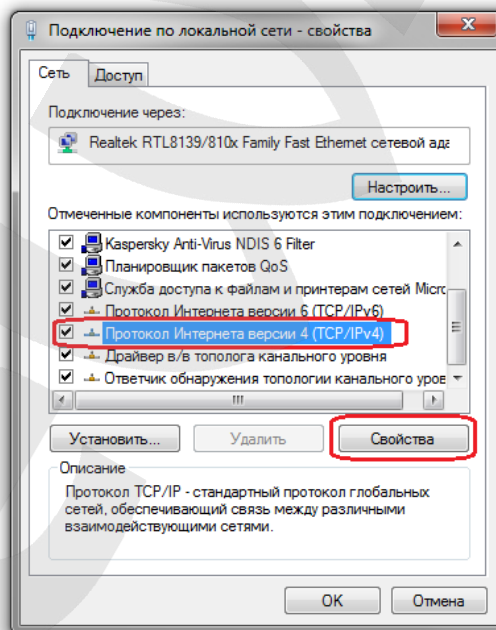 Подключение по локальной сети - свойства
Сеть
Доступ
Подключение через:
Realtek RTL8139/810x Family Fast Ethernet сетевой ада
Настроить...
Отмеченные компоненты используются этим подключением:
Kaspersky Anti-Virus NDIS 6 Filter
Планировщик пакетов QoS
Служба доступа к файлам и принтерам сетей Micro
Протокол Интернета версии 6 (TCP/IPv6)
Протокол Интернета версии 4 (TCP/IPv4)
Драйвер в/в тополога канального уровня
Ответчик обнаружения топологии канального уров
Установить...
Удалить
Свойства
Описание
Протокол TCP/IP - стандартный протокол глобальных
сетей, обеспечивающий связь между различными
взаимодействующими сетями.
OK
Отмена